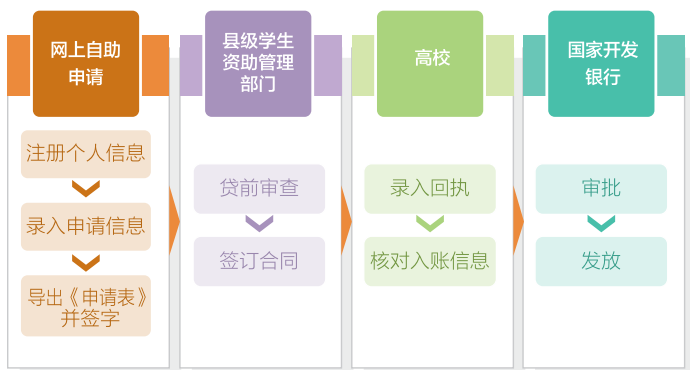 网上自助
申请
注册个人信息
录入申请信息
导出《申请表》
并签字
县级学生
资助管理
部门
贷前审查
签订合同
高校
录入回执
核对入账信息
国家开发
银行
审批
发放